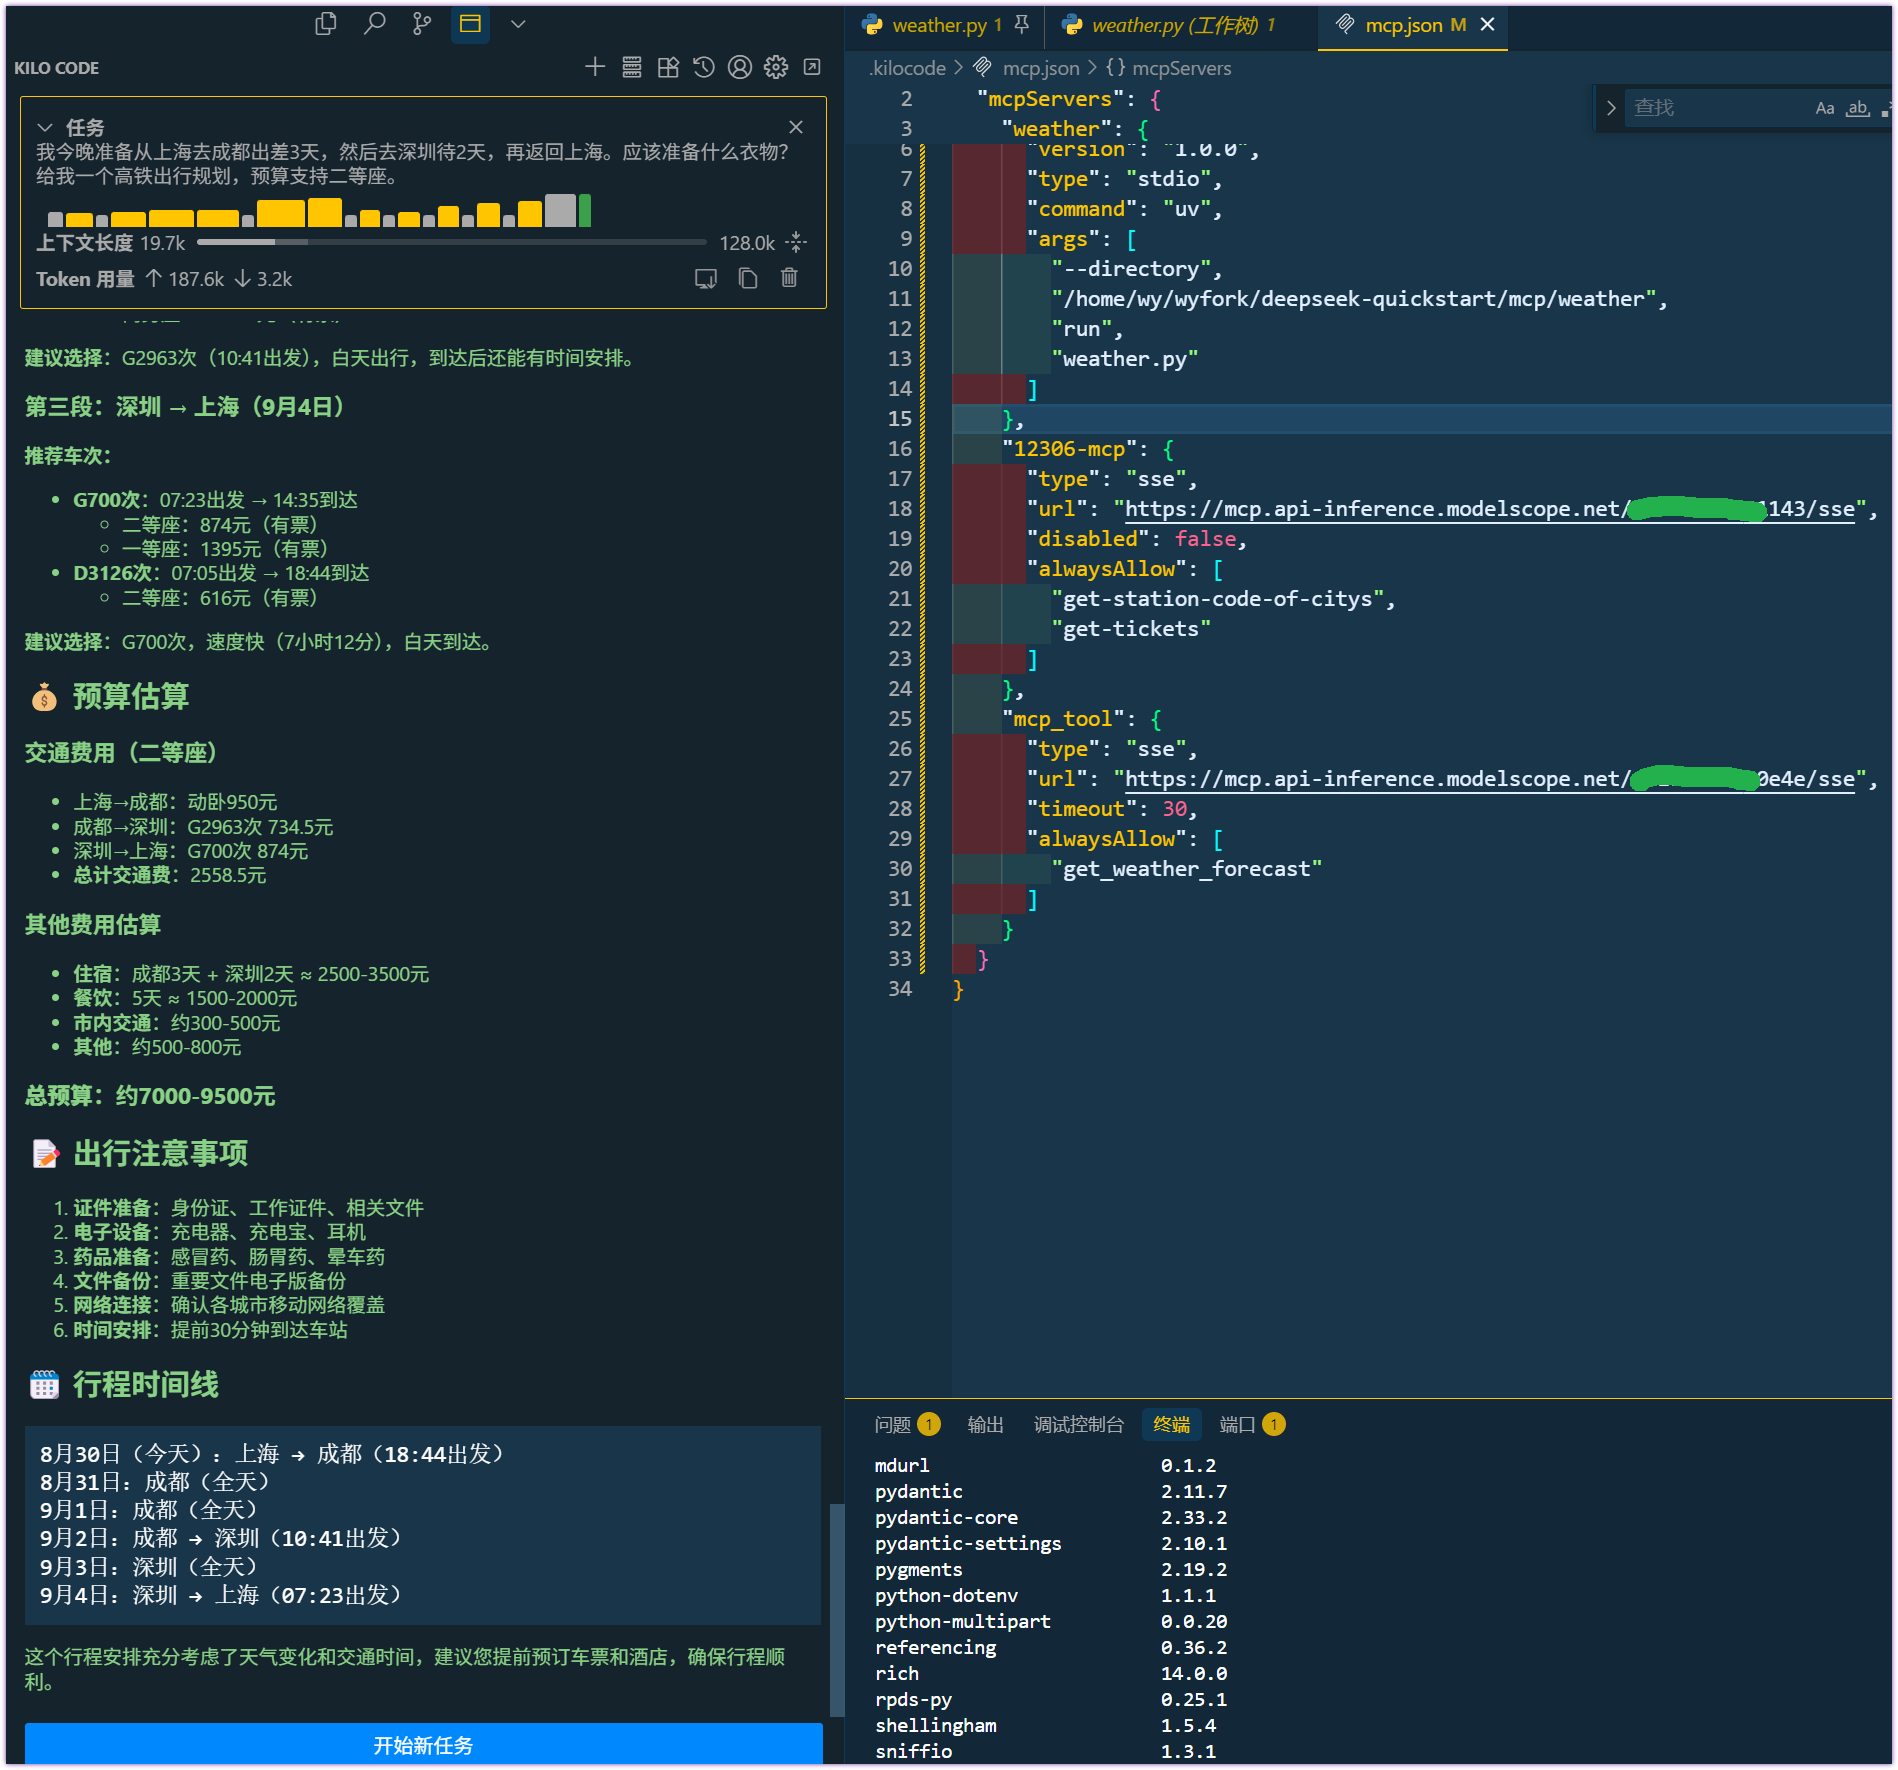 KILO CODE
任务
我今晚准备从上海去成都出差3天，然后去深圳待2天，再返回上海。应该准备什么衣物？
给我一个高铁出行规划，预算支持二等座。
上下文长度 19.7k 128.0k
Token 用量 ↑ 187.6k ↓ 3.2k
建议选择：G2963次（10:41出发），白天出行，到达后还能有时间安排。
第三段：深圳 → 上海（9月4日）
推荐车次：
• G700次：07:23出发 → 14:35到达
○ 二等座：874元（有票）
○ 一等座：1395元（有票）
• D3126次：07:05出发 → 18:44到达
○ 二等座：616元（有票）
建议选择：G700次，速度快（7小时12分），白天到达。
💰 预算估算
交通费用（二等座）
• 上海→成都：动卧950元
• 成都→深圳：G2963次 734.5元
• 深圳→上海：G700次 874元
• 总计交通费：2558.5元
其他费用估算
• 住宿：成都3天 + 深圳2天 ≈ 2500-3500元
• 餐饮：5天 ≈ 1500-2000元
• 市内交通：约300-500元
• 其他：约500-800元
总预算：约7000-9500元
📝 出行注意事项
1. 证件准备：身份证、工作证件、相关文件
2. 电子设备：充电器、充电宝、耳机
3. 药品准备：感冒药、肠胃药、晕车药
4. 文件备份：重要文件电子版备份
5. 网络连接：确认各城市移动网络覆盖
6. 时间安排：提前30分钟到达车站
🗓 行程时间线
8月30日（今天）：上海 → 成都（18:44出发）
8月31日：成都（全天）
9月1日：成都（全天）
9月2日：成都 → 深圳（10:41出发）
9月3日：深圳（全天）
9月4日：深圳 → 上海（07:23出发）
这个行程安排充分考虑了天气变化和交通时间，建议您提前预订车票和酒店，确保行程顺
利。
开始新任务
weather.py 1
weather.py (工作树) 1
mcp.json M
.kilocode > mcp.json > {} mcpServers
查找
Aa ab
2 "mcpServers": {
3 "weather": {
6 "version": "1.0.0",
7 "type": "stdio",
8 "command": "uv",
9 "args": [
10 "--directory",
11 "/home/wy/wyfork/deepseek-quickstart/mcp/weather",
12 "run",
13 "weather.py"
14 ]
15 },
16 "12306-mcp": {
17 "type": "sse",
18 "url": "https://mcp.api-inference.modelscope.net/ 1143/sse",
19 "disabled": false,
20 "alwaysAllow": [
21 "get-station-code-of-citys",
22 "get-tickets"
23 ]
24 },
25 "mcp_tool": {
26 "type": "sse",
27 "url": "https://mcp.api-inference.modelscope.net/ 0e4e/sse",
28 "timeout": 30,
29 "alwaysAllow": [
30 "get_weather_forecast"
31 ]
32 }
33 }
34 }
问题 1 输出 调试控制台 终端 端口 1
mdurl 0.1.2
pydantic 2.11.7
pydantic-core 2.33.2
pydantic-settings 2.10.1
pygments 2.19.2
python-dotenv 1.1.1
python-multipart 0.0.20
referencing 0.36.2
rich 14.0.0
rpds-py 0.25.1
shellingham 1.5.4
sniffio 1.3.1